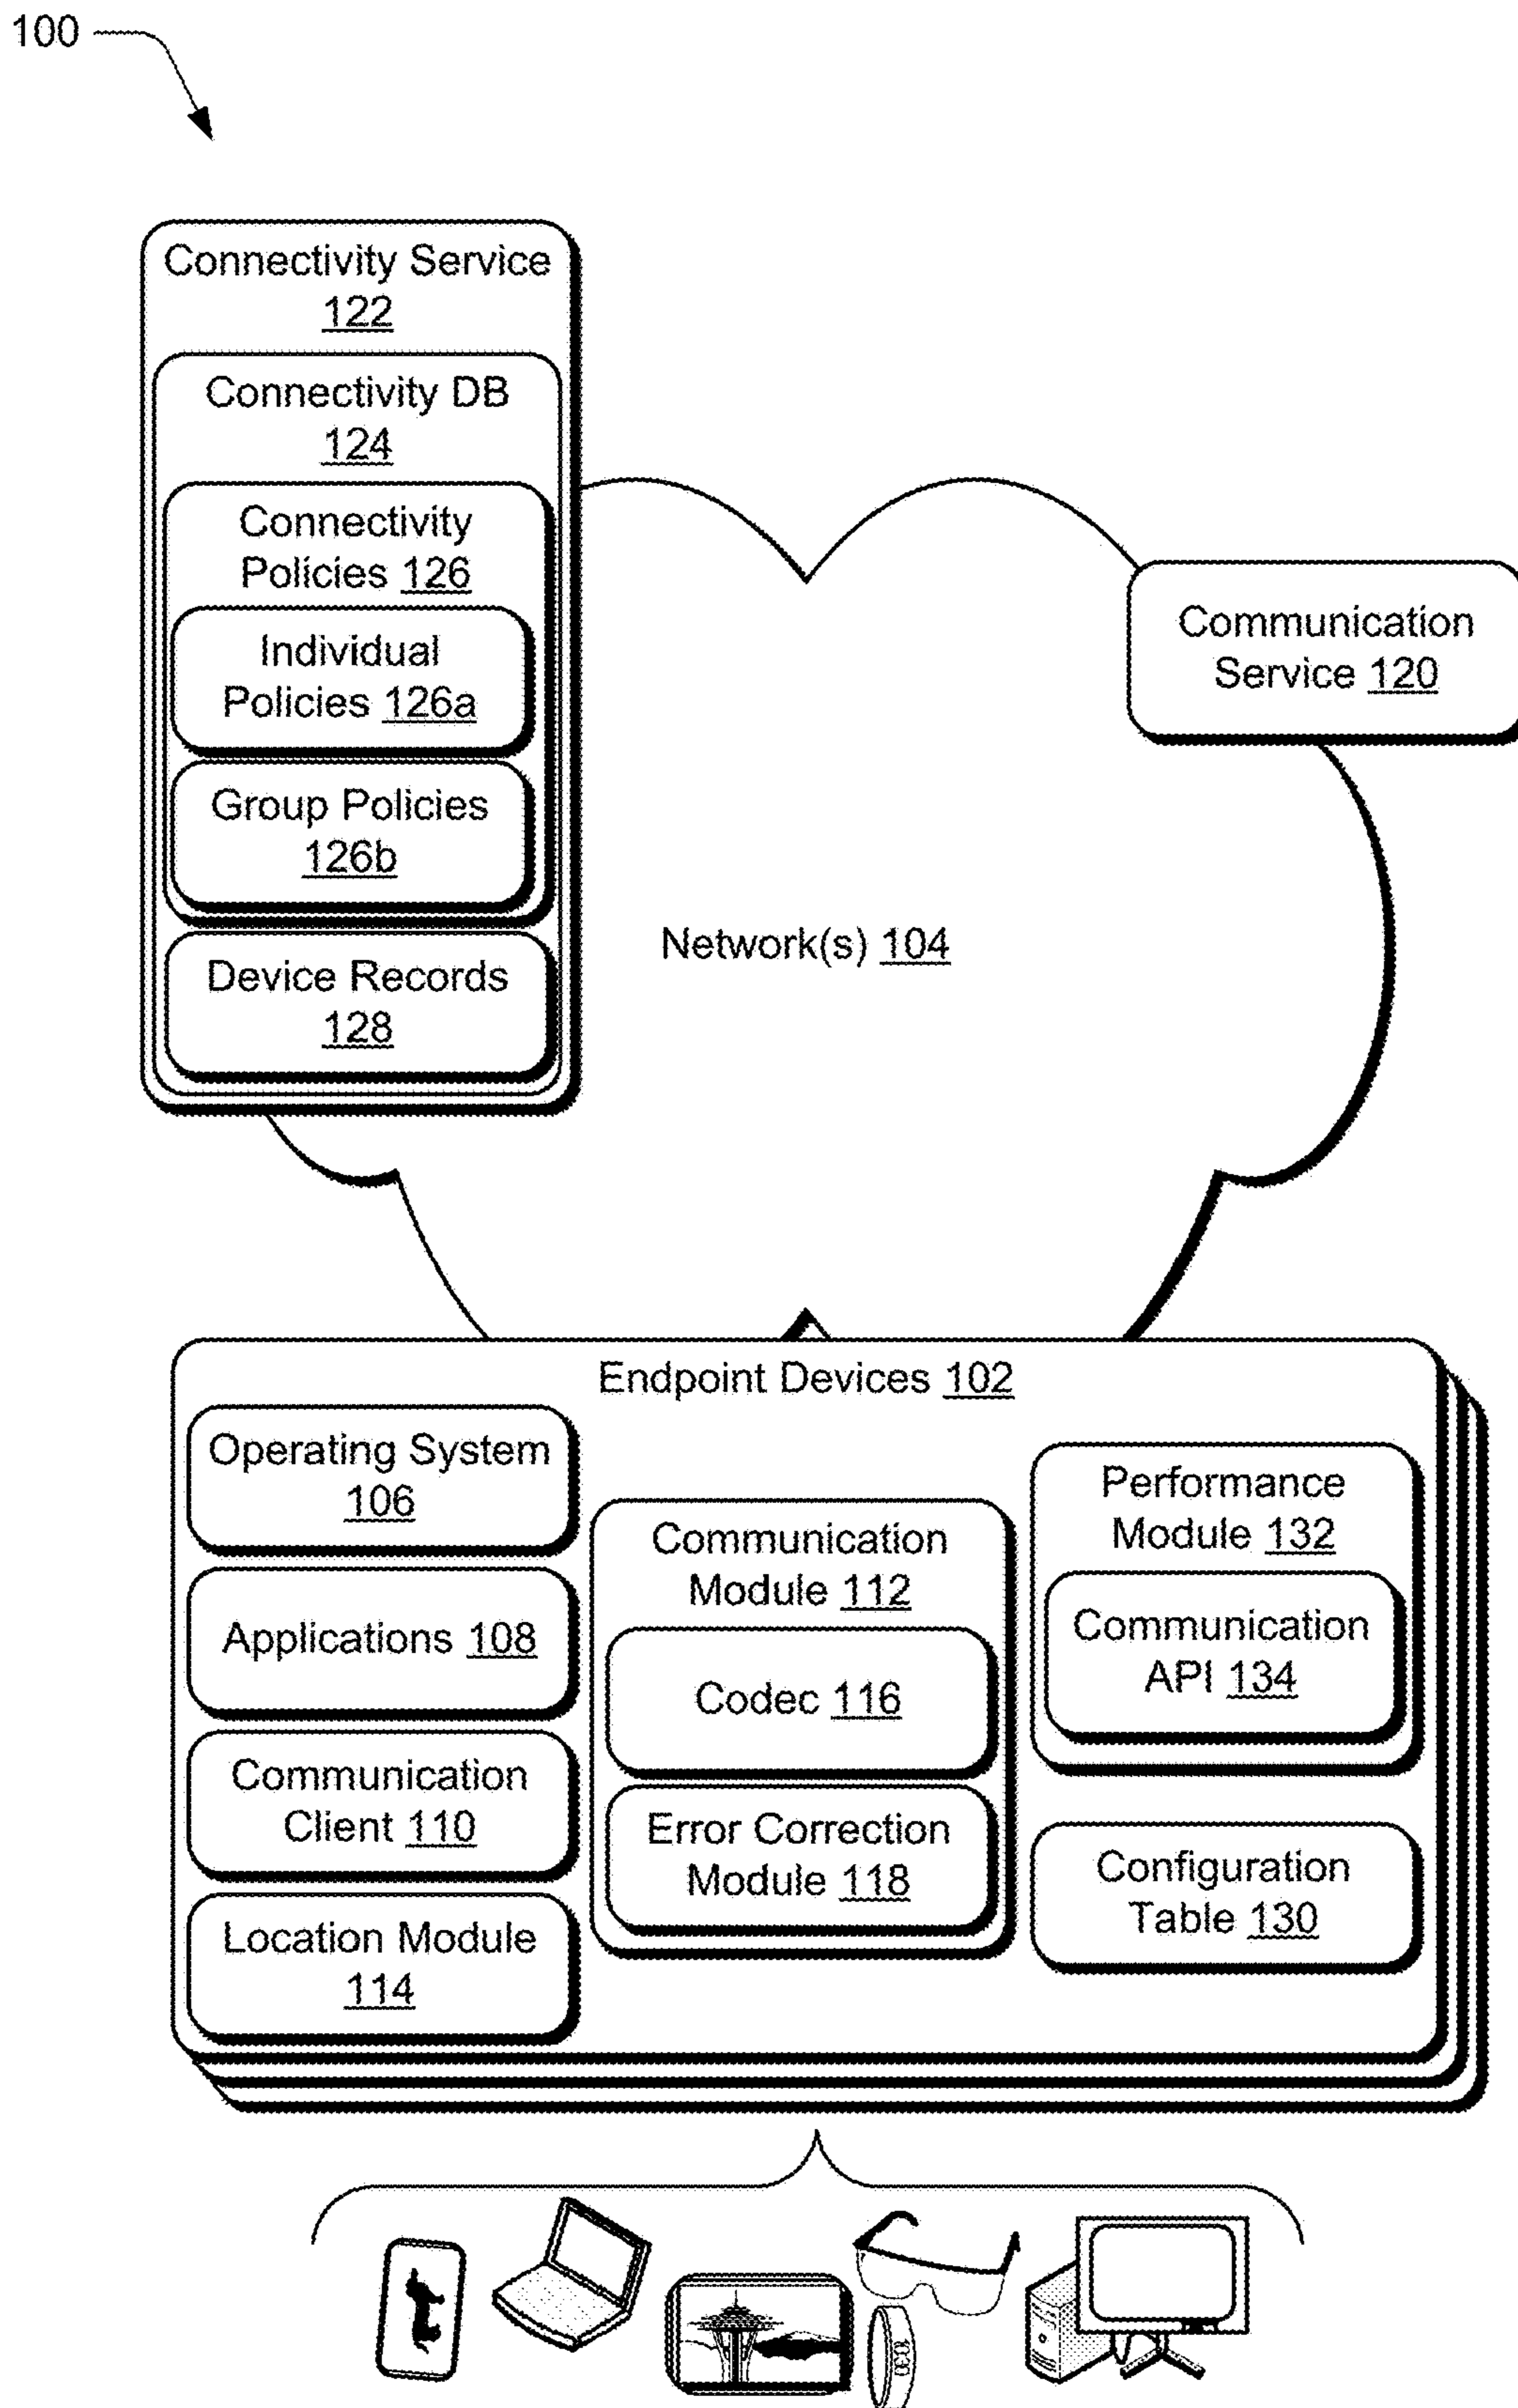 100
Connectivity Service
122
Connectivity DB
124
Connectivity
Policies 126
Individual
Policies 126a
Group Policies
126b
Device Records
128
Communication
Service 120
Network(s) 104
Endpoint Devices 102
Operating System
106
Applications 108
Communication
Client 110
Location Module
114
Communication
Module 112
Codec 116
Error Correction
Module 118
Performance
Module 132
Communication
API 134
Configuration
Table 130
10:30